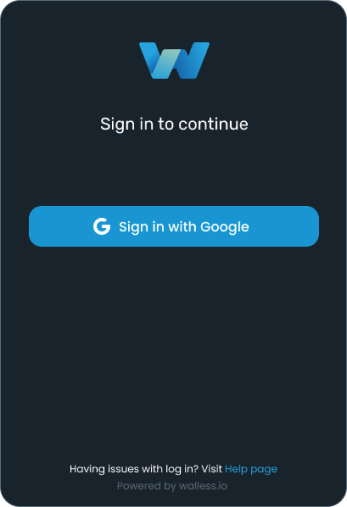 Sign in to continue
Sign in with Google
Having issues with log in? Visit Help page
Powered by walless.io